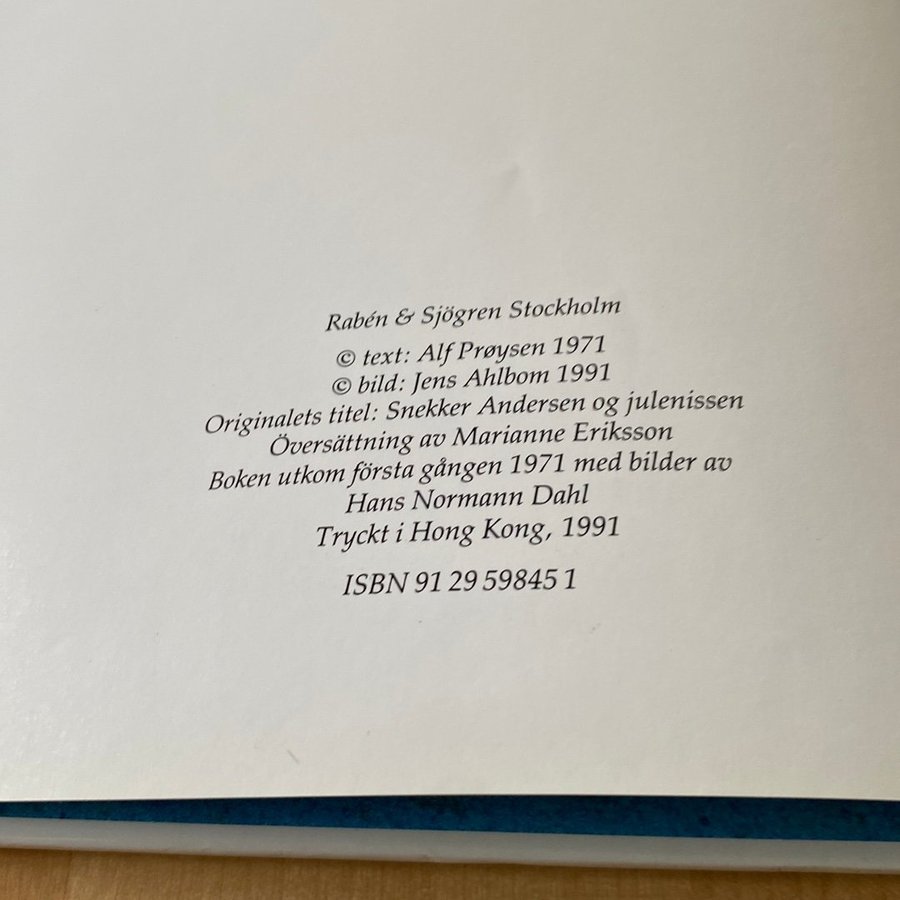 Rabén & Sjögren Stockholm
© text: Alf Prøysen 1971
© bild: Jens Ahlbom 1991
Originalets titel: Snekker Andersen og julenissen
Översättning av Marianne Eriksson
Boken utkom första gången 1971 med bilder av
Hans Normann Dahl
Tryckt i Hong Kong, 1991
ISBN 91 29 59845 1